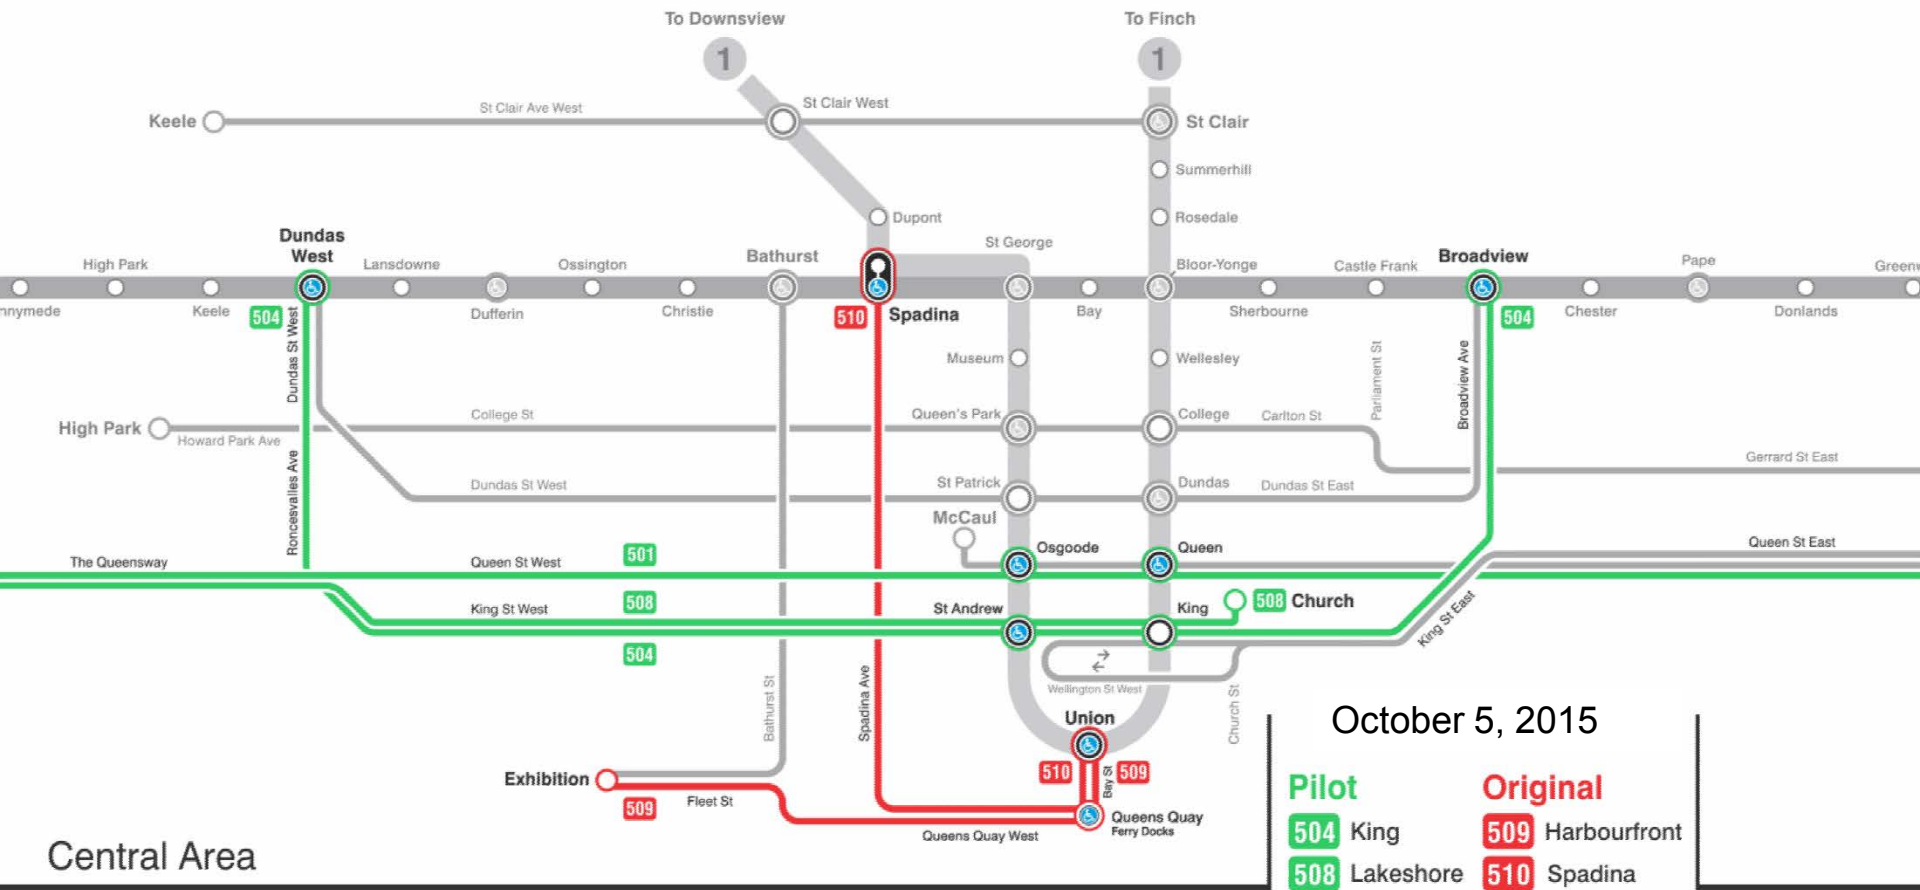 To Downsview
To Finch
1
1
St Clair Ave West
St Clair West
Keele
St Clair
Summerhill
Dupont
Rosedale
Dundas
West
St George
High Park
Lansdowne
Ossington
Bathurst
Bloor-Yonge
Castle Frank
Broadview
Pape
nnymede
Keele
504
Dufferin
Christie
510
Spadina
Bay
Sherbourne
504
Chester
Donlands
Dundas St West
Museum
Wellesley
Parliament St
Broadview Ave
High Park
Howard Park Ave
College St
Queen's Park
College
Carlton St
Gerrard St East
Roncesvalles Ave
Dundas St West
St Patrick
Dundas
Dundas St East
McCaul
The Queensway
Queen St West
501
Osgoode
Queen
Queen St East
King St West
508
St Andrew
King
508 Church
504
King St East
Bathurst St
Spadina Ave
Wellington St West
Church St
Union
October 5, 2015
510
Bay St
509
Exhibition
509
Fleet St
Queens Quay
Ferry Docks
Queens Quay West
Pilot
Original
504 King
509 Harbourfront
508 Lakeshore
510 Spadina
Central Area